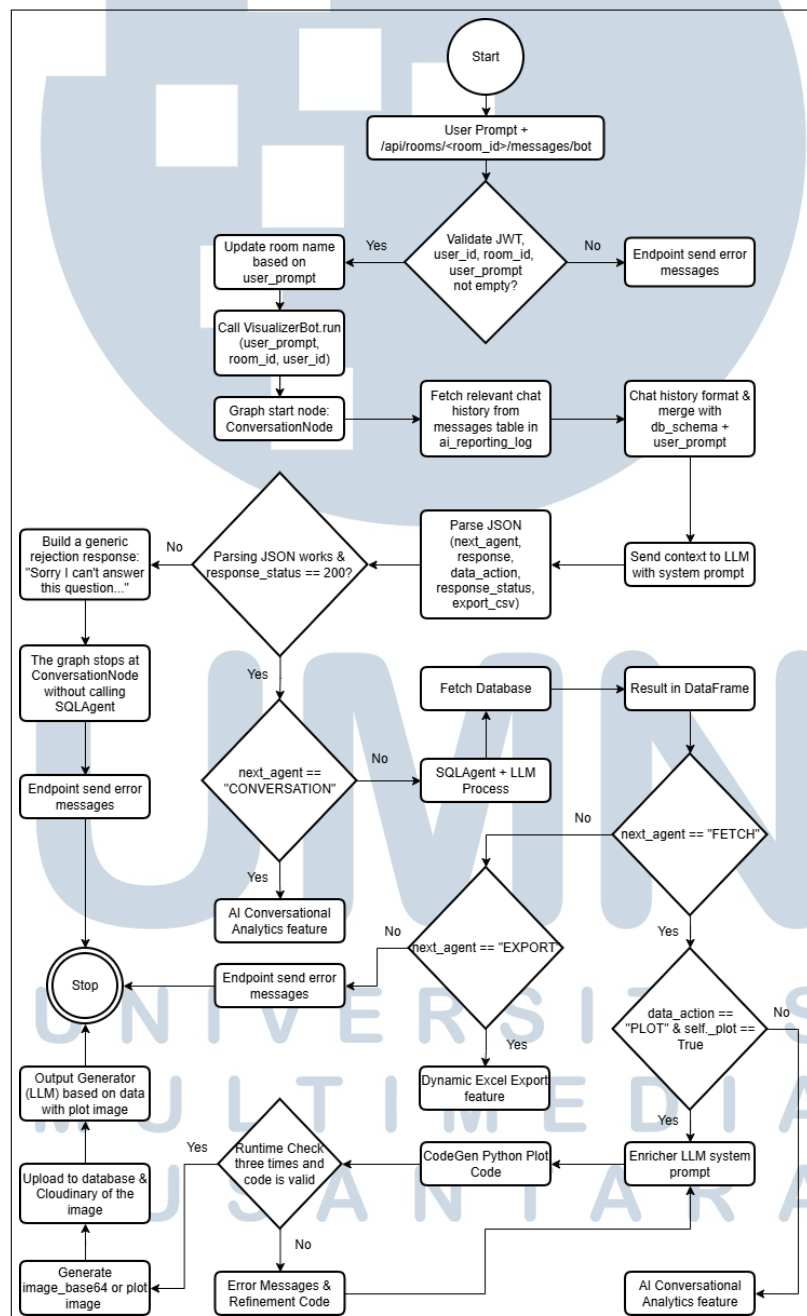 Start
User Prompt +
/api/rooms/<room_id>/messages/bot
Validate JWT,
user_id, room_id,
user_prompt
not empty?
Yes
No
Update room name
based on
user_prompt
Endpoint send error
messages
Call VisualizerBot.run
(user_prompt,
room_id, user_id)
Graph start node:
ConversationNode
Fetch relevant chat
history from
messages table in
ai_reporting_log
Chat history format &
merge with
db_schema +
user_prompt
Send context to LLM
with system prompt
Parse JSON
(next_agent,
response,
data_action,
response_status,
export_csv)
Parsing JSON works &
response_status == 200?
No
Build a generic
rejection response:
"Sorry I can't answer
this question..."
The graph stops at
ConversationNode
without calling
SQLAgent
Endpoint send error
messages
Yes
next_agent ==
"CONVERSATION"
No
SQLAgent + LLM
Process
Fetch Database
Result in DataFrame
Yes
AI Conversational
Analytics feature
next_agent == "FETCH"
No
next_agent == "EXPORT"
No
Endpoint send error
messages
Stop
Yes
Dynamic Excel Export
feature
Yes
data_action ==
"PLOT" & self._plot ==
True
No
Yes
Enricher LLM system
prompt
CodeGen Python Plot
Code
Runtime Check
three times and
code is valid
Yes
No
Error Messages &
Refinement Code
Generate
image_base64 or plot
image
Upload to database &
Cloudinary of the
image
Output Generator
(LLM) based on data
with plot image
AI Conversational
Analytics feature
UMN
UNIVERSITAS
MULTIMEDIA
NUSANTARA